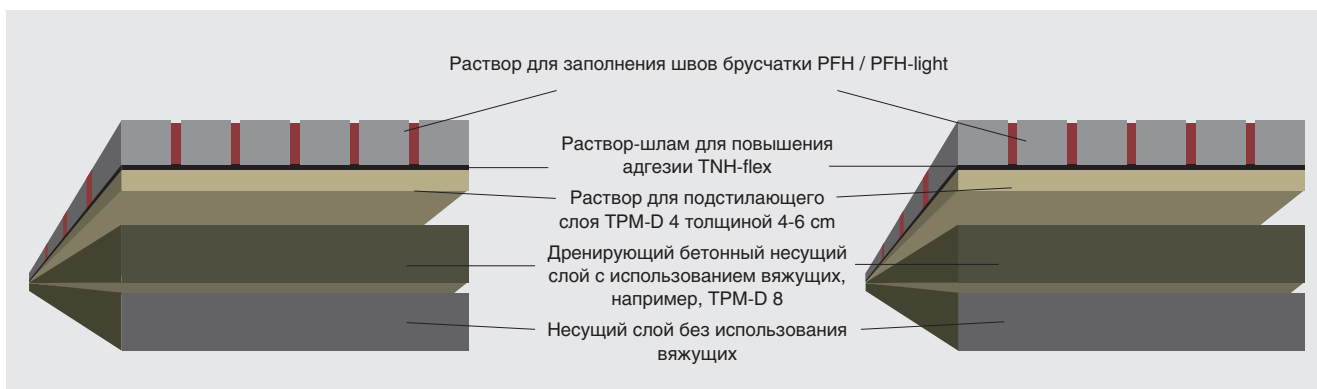 Раствор для заполнения швов брусчатки PFH / PFH-light
Раствор-шлам для повышения
адгезии TNH-flex
Раствор для подстилающего
слоя TPM-D 4 толщиной 4-6 cm
Дренирующий бетонный несущий
слой с использованием вяжущих,
например, TPM-D 8
Несущий слой без использования
вяжущих